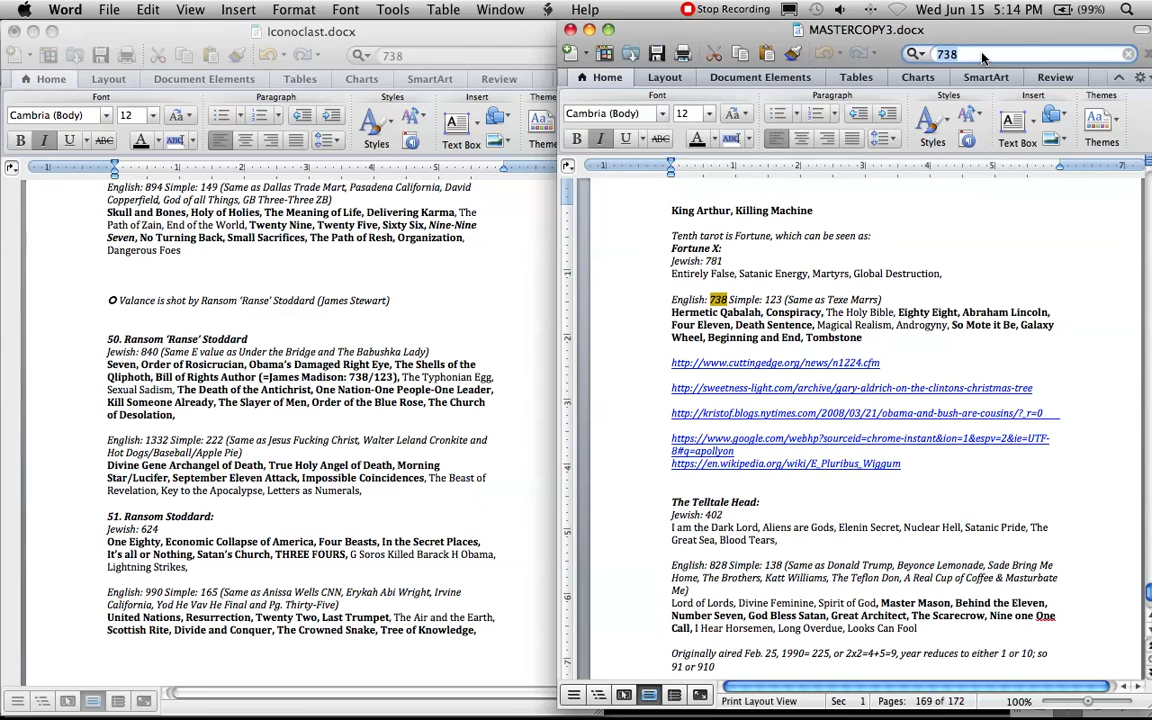 Word File Edit View Insert Format Font Tools Table Window Help Stop Recording Wed Jun 15 5:14 PM (99%)
Iconoclast.docx
738
Home Layout Document Elements Tables Charts SmartArt Review
Font Paragraph Styles Insert Themes
Cambria (Body) 12 Aa
B I U ABC A ABC Styles A Text Box Aa Themes
1 1 2 3 4 5 6
English: 894 Simple: 149 (Same as Dallas Trade Mart, Pasadena California, David
Copperfield, God of all Things, GB Three-Three ZB)
Skull and Bones, Holy of Holies, The Meaning of Life, Delivering Karma, The
Path of Zain, End of the World, Twenty Nine, Twenty Five, Sixty Six, Nine-Nine
Seven, No Turning Back, Small Sacrifices, The Path of Resh, Organization,
Dangerous Foes
Valance is shot by Ransom ‘Ranse’ Stoddard (James Stewart)
50. Ransom ‘Ranse’ Stoddard
Jewish: 840 (Same E value as Under the Bridge and The Babushka Lady)
Seven, Order of Rosicrucian, Obama’s Damaged Right Eye, The Shells of the
Qliphoth, Bill of Rights Author (=James Madison: 738/123), The Typhonian Egg,
Sexual Sadism, The Death of the Antichrist, One Nation-One People-One Leader,
Kill Someone Already, The Slayer of Men, Order of the Blue Rose, The Church
of Desolation,
English: 1332 Simple: 222 (Same as Jesus Fucking Christ, Walter Leland Cronkite and
Hot Dogs/Baseball/Apple Pie)
Divine Gene Archangel of Death, True Holy Angel of Death, Morning
Star/Lucifer, September Eleven Attack, Impossible Coincidences, The Beast of
Revelation, Key to the Apocalypse, Letters as Numerals,
51. Ransom Stoddard:
Jewish: 624
One Eighty, Economic Collapse of America, Four Beasts, In the Secret Places,
It’s all or Nothing, Satan’s Church, THREE FOURS, G Soros Killed Barack H Obama,
Lightning Strikes,
English: 990 Simple: 165 (Same as Anissa Wells CNN, Erykah Abi Wright, Irvine
California, Yod He Vav He Final and Pg. Thirty-Five)
United Nations, Resurrection, Twenty Two, Last Trumpet, The Air and the Earth,
Scottish Rite, Divide and Conquer, The Crowned Snake, Tree of Knowledge,
MASTERCOPY3.docx
738
Home Layout Document Elements Tables Charts SmartArt Review
Font Paragraph Styles Insert Themes
Cambria (Body) 12 Aa
B I U ABC A ABC Styles A Text Box Aa Themes
1 1 2 3 4 5 7
King Arthur, Killing Machine
Tenth tarot is Fortune, which can be seen as:
Fortune X:
Jewish: 781
Entirely False, Satanic Energy, Martyrs, Global Destruction,
English: 738 Simple: 123 (Same as Texe Marrs)
Hermetic Qabalah, Conspiracy, The Holy Bible, Eighty Eight, Abraham Lincoln,
Four Eleven, Death Sentence, Magical Realism, Androgyny, So Mote it Be, Galaxy
Wheel, Beginning and End, Tombstone
http://www.cuttingedge.org/news/n1224.cfm
http://sweetness-light.com/archive/gary-aldrich-on-the-clintons-christmas-tree
http://kristof.blogs.nytimes.com/2008/03/21/obama-and-bush-are-cousins/?_r=0
https://www.google.com/webhp?sourceid=chrome-instant&ion=1&espv=2&ie=UTF-
8#q=apollyon
https://en.wikipedia.org/wiki/E_Pluribus_Wiggum
The Telltale Head:
Jewish: 402
I am the Dark Lord, Aliens are Gods, Elenin Secret, Nuclear Hell, Satanic Pride, The
Great Sea, Blood Tears,
English: 828 Simple: 138 (Same as Donald Trump, Beyonce Lemonade, Sade Bring Me
Home, The Brothers, Katt Williams, The Teflon Don, A Real Cup of Coffee & Masturbate
Me)
Lord of Lords, Divine Feminine, Spirit of God, Master Mason, Behind the Eleven,
Number Seven, God Bless Satan, Great Architect, The Scarecrow, Nine one One
Call, I Hear Horsemen, Long Overdue, Looks Can Fool
Originally aired Feb. 25, 1990= 225, or 2x2=4+5=9, year reduces to either 1 or 10; so
91 or 910
Print Layout View Sec 1 Pages: 169 of 172 100%